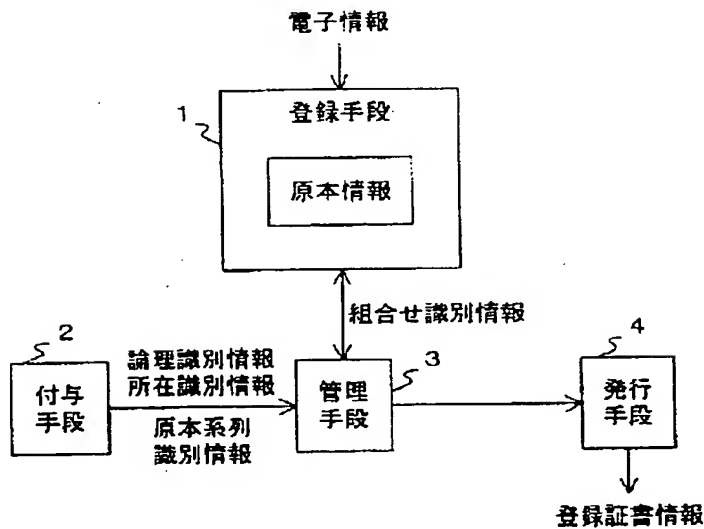 電子情報
1
登録手段
原本情報
組合せ識別情報
2
付与
手段
論理識別情報
所在識別情報
原本系列
識別情報
3
管理
手段
4
発行
手段
登録証書情報